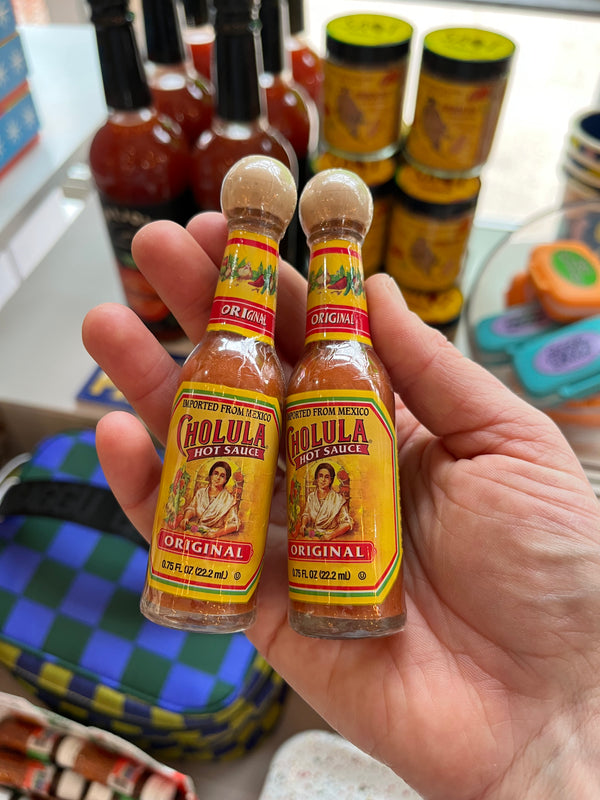 ORIGINAL
IMPORTED FROM MEXICO
CHOLULA
HOT SAUCE
ORIGINAL
0.75 FL OZ (22.2 mL) U
ORIGINAL
IMPORTED FROM MEXICO
CHOLULA
HOT SAUCE
ORIGINAL
0.75 FL OZ (22.2 mL) U